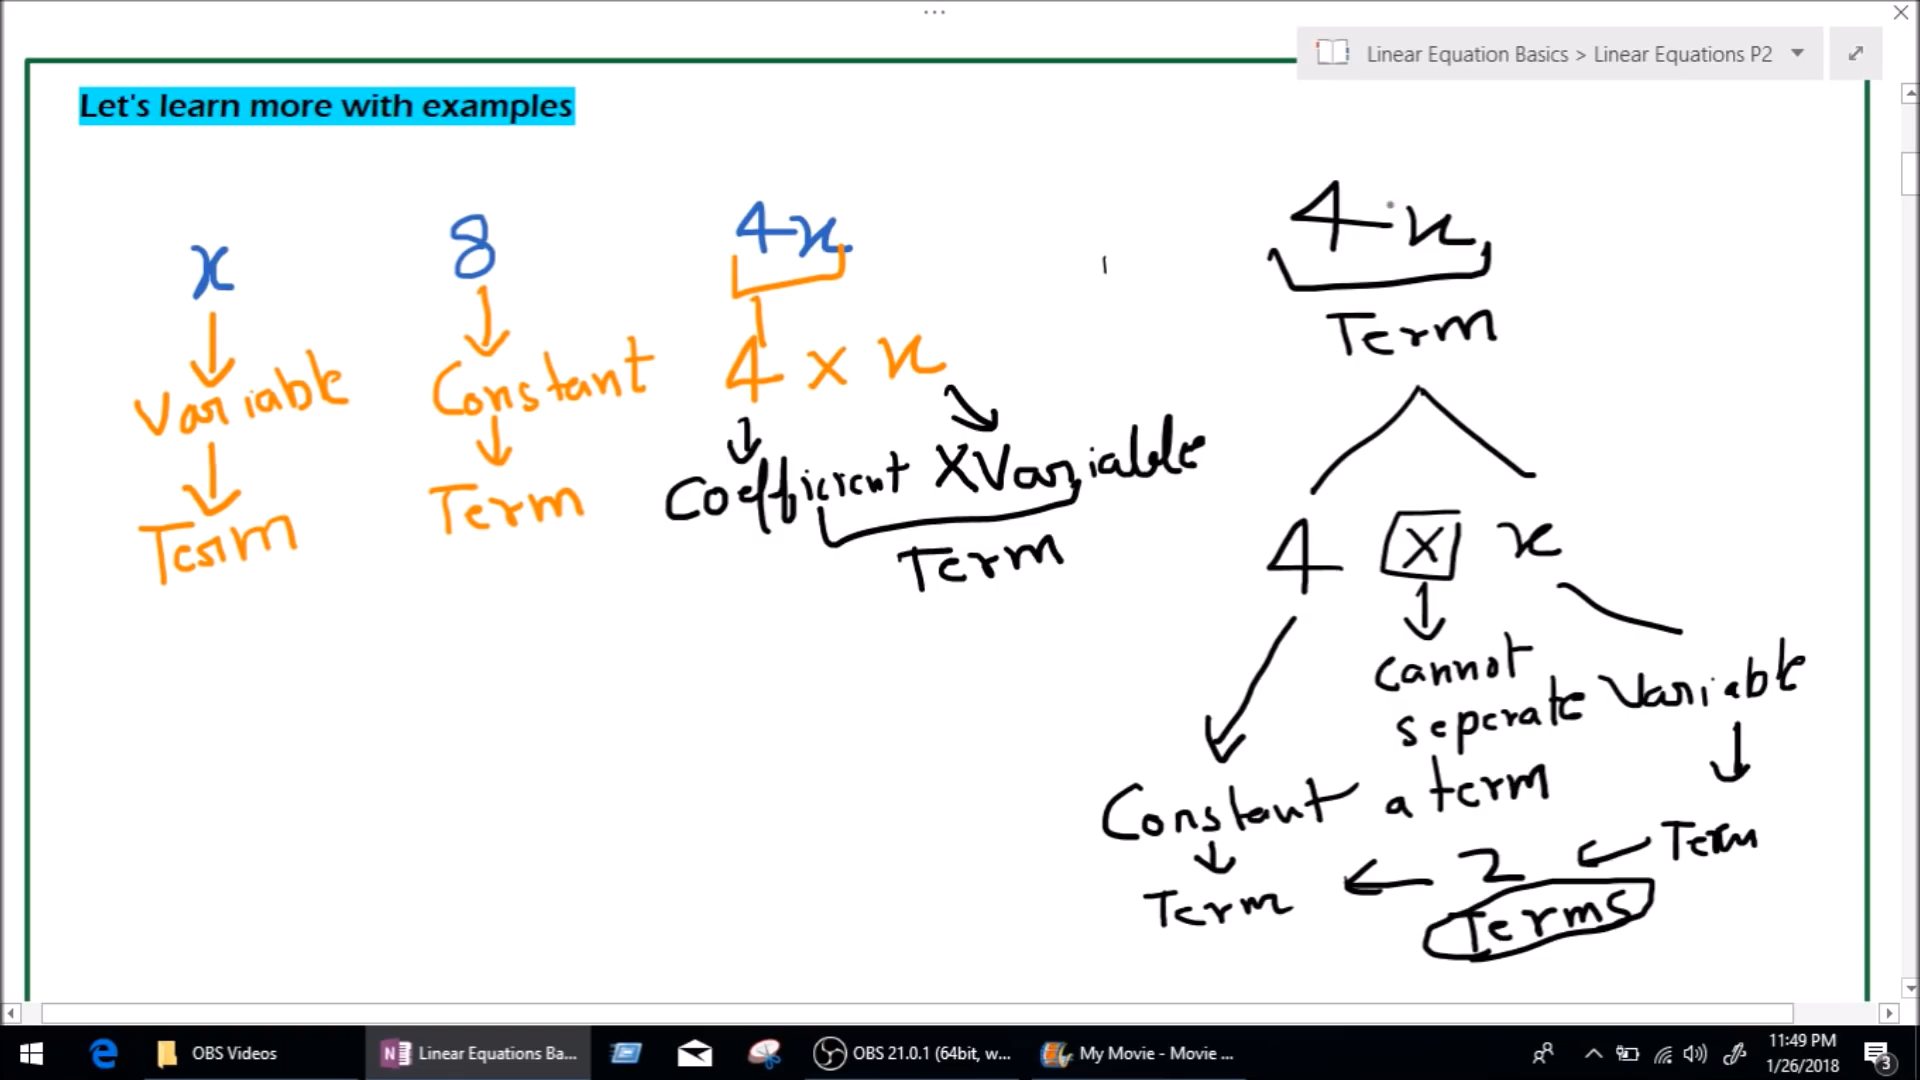 Linear Equation Basics > Linear Equations P2
Let's learn more with examples
x
Variable
Term
8
Constant
Term
4x
4 × x
Coefficient × Variable
Term
4x
Term
4 × x
cannot
seperate
a term
Variable
Term
Constant
Term
2
Terms
OBS Videos
Linear Equations Ba...
OBS 21.0.1 (64bit, w...
My Movie - Movie ...
11:49 PM
1/26/2018
3